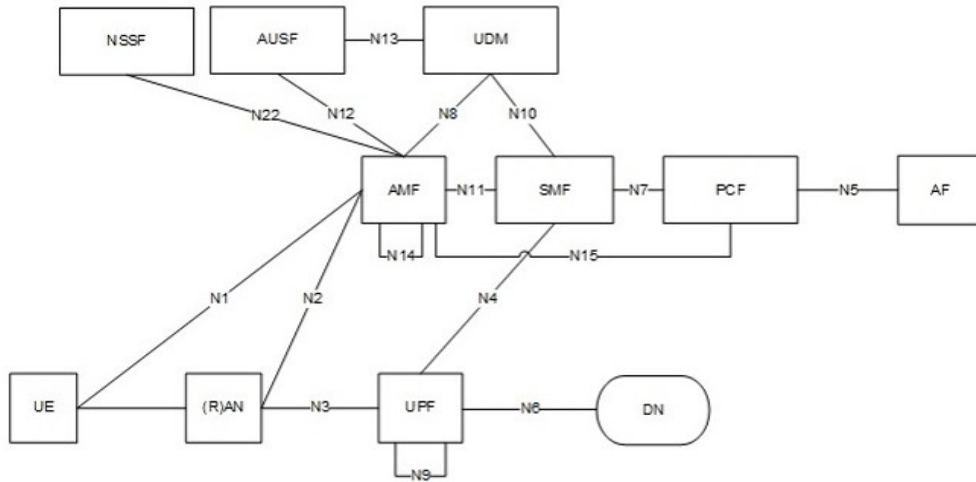 NSSF
AUSF
N13
UDM
N22
N12
N8
N10
AMF
N11
SMF
N7
PCF
N5
AF
N14
N15
N1
N2
N4
UE
(R)AN
N3
UPF
N6
DN
N9